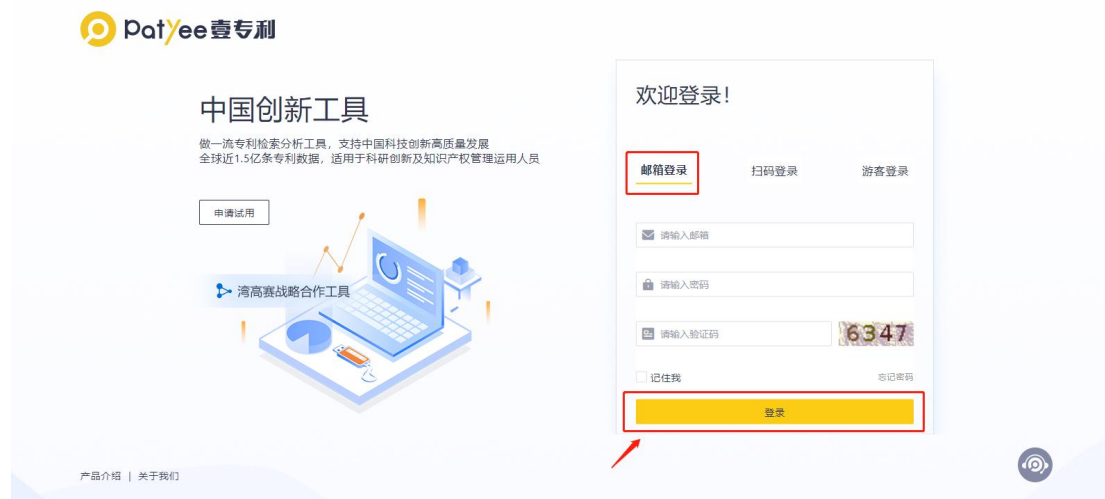 Patyee壹专利
中国创新工具
做一流专利检索分析工具，支持中国科技创新高质量发展
全球近1.5亿条专利数据，适用于科研创新及知识产权管理运用人员
申请试用
湾高赛战略合作工具
欢迎登录！
邮箱登录 扫码登录 游客登录
请输入邮箱
请输入密码
请输入验证码 6347
记住我 忘记密码
登录
产品介绍 | 关于我们